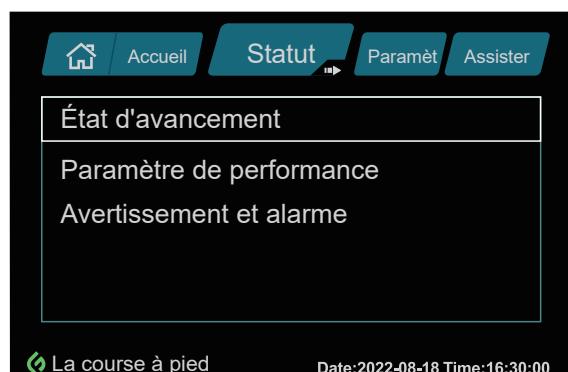 Accueil Statut Paramèt Assister
État d'avancement
Paramètre de performance
Avertissement et alarme
La course à pied Date:2022-08-18 Time:16:30:00